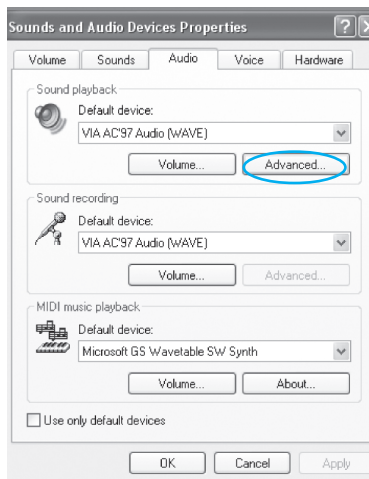 Sounds and Audio Devices Properties
Volume Sounds Audio Voice Hardware
Sound playback
Default device:
VIA AC'97 Audio (WAVE)
Volume... Advanced...
Sound recording
Default device:
VIA AC'97 Audio (WAVE)
Volume... Advanced...
MIDI music playback
Default device:
Microsoft GS Wavetable SW Synth
Volume... About...
Use only default devices
OK Cancel Apply